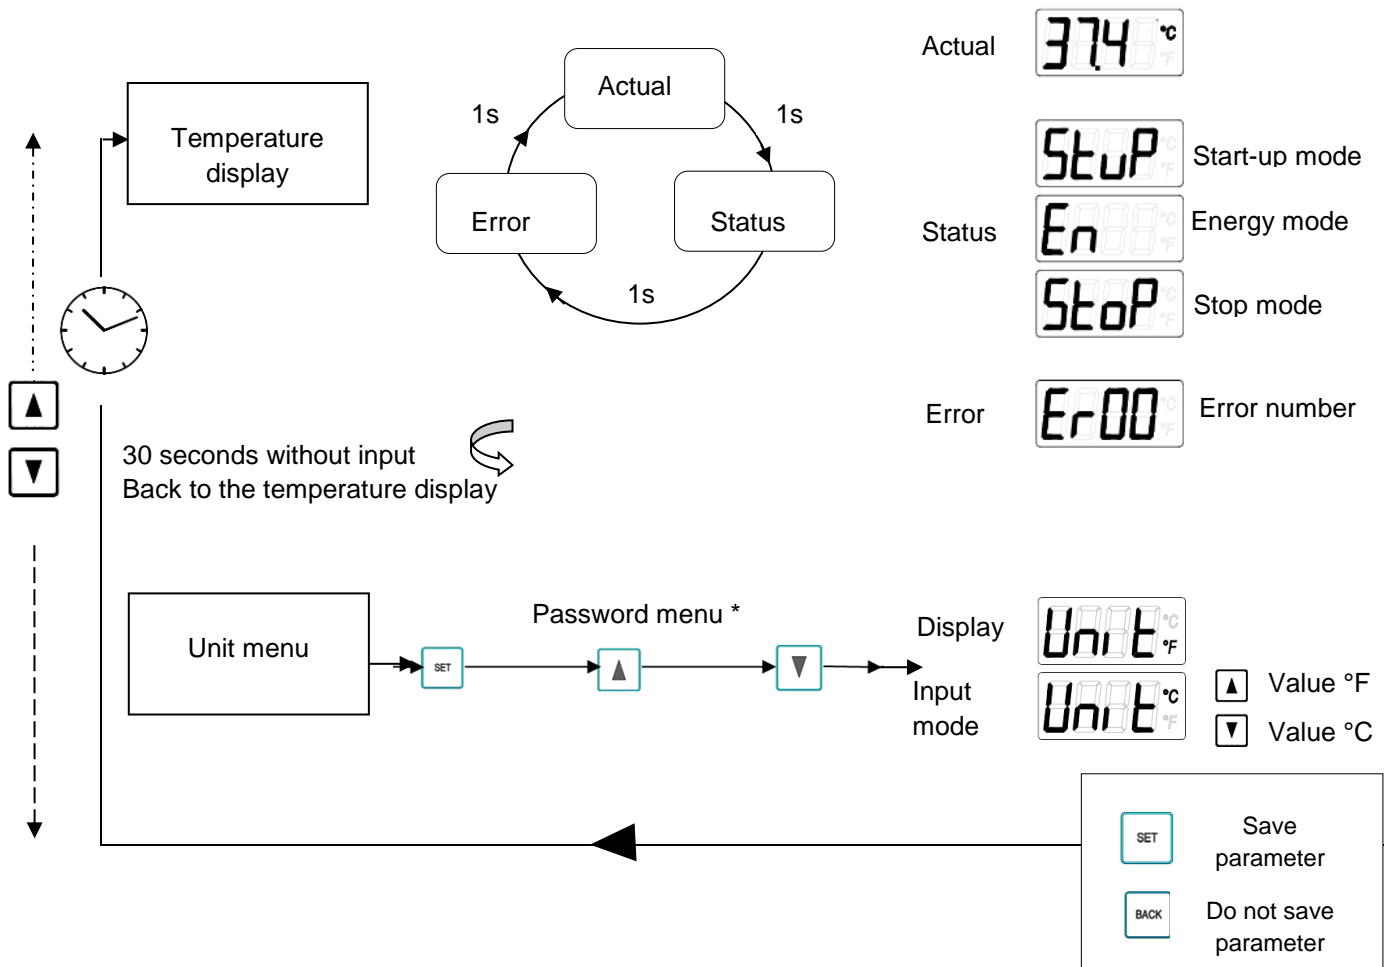 Actual
37.4 °C
°F
Temperature
display
Actual
1s
1s
Error
Status
1s
Status
StuP °C °F
Start-up mode
En °C °F
Energy mode
StoP °C °F
Stop mode
Error
Er00 °C °F
Error number
30 seconds without input
Back to the temperature display
Unit menu
SET
Password menu *
Display
Input
mode
Unit °C °F
Unit °C °F
Value °F
Value °C
SET
Save
parameter
BACK
Do not save
parameter